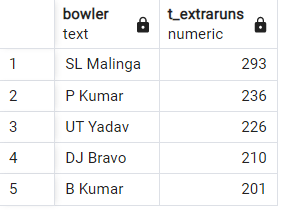 bowler t_extraruns
text numeric
1 SL Malinga 293
2 P Kumar 236
3 UT Yadav 226
4 DJ Bravo 210
5 B Kumar 201